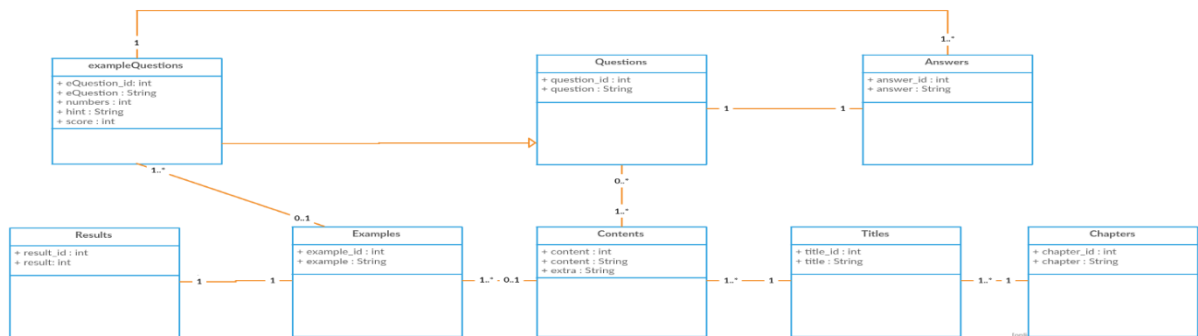 1
1..*
exampleQuestions
+ eQuestion_id: int
+ eQuestion : String
+ numbers : int
+ hint : String
+ score : int
Questions
+ question_id : int
+ question : String
Answers
+ answer_id : int
+ answer : String
1
1
1..*
0..1
0..*
1..*
Results
+ result_id : int
+ result: int
Examples
+ example_id : int
+ example : String
Contents
+ content : int
+ content : String
+ extra : String
Titles
+ title_id : int
+ title : String
Chapters
+ chapter_id : int
+ chapter : String
1
1
1..*
0..1
1..*
1
1..*
1